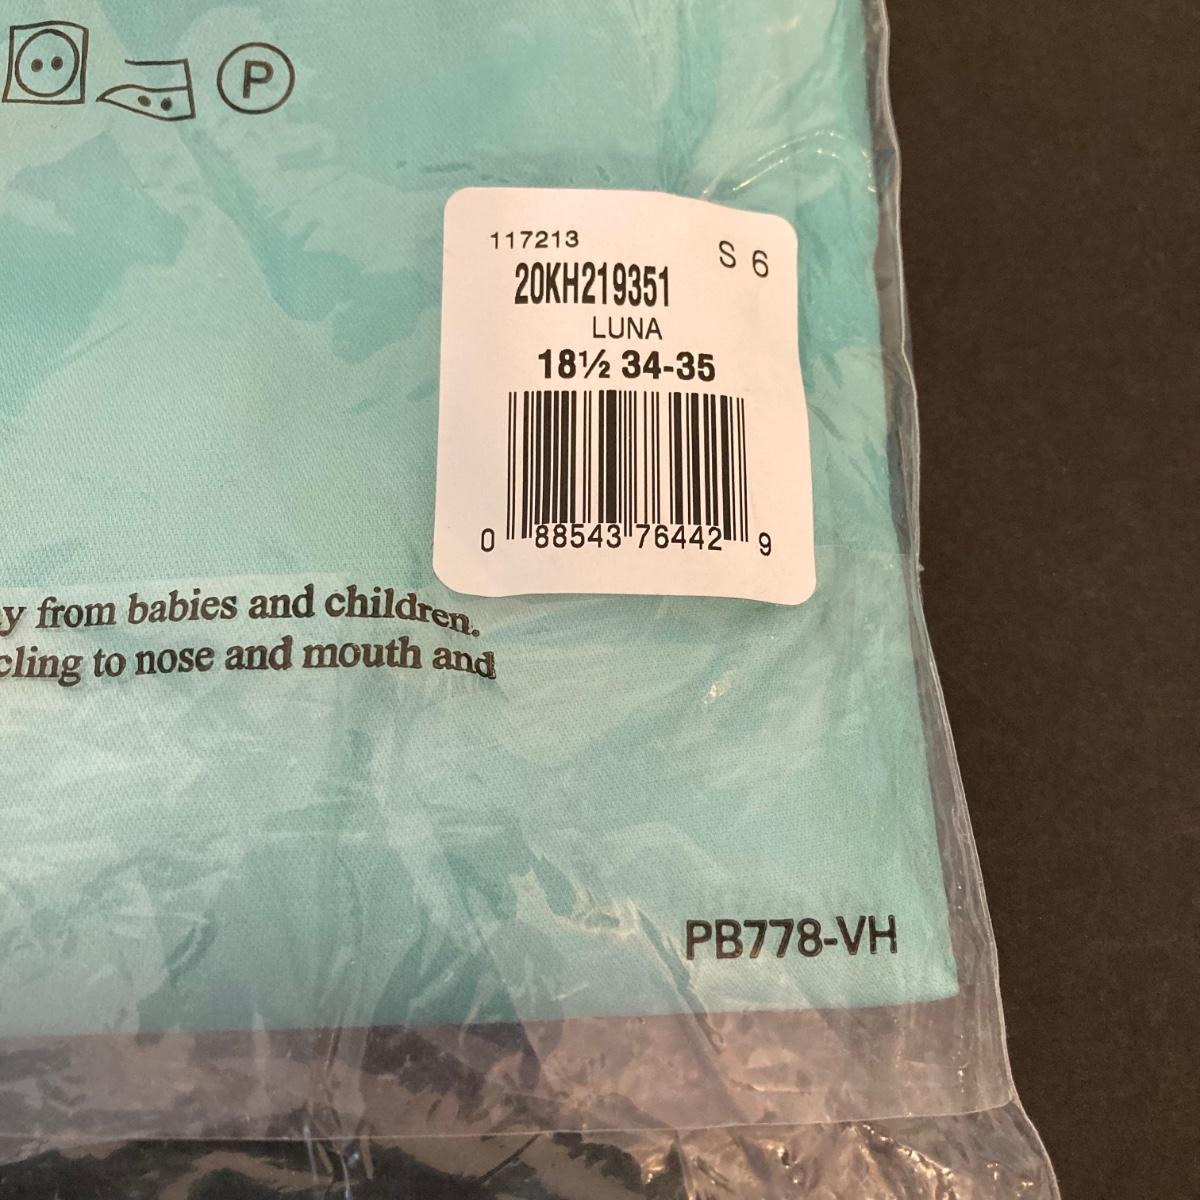 P
117213
S 6
20KH219351
LUNA
18½ 34-35
0 88543 76442 9
y from babies and children.
cling to nose and mouth and
PB778-VH